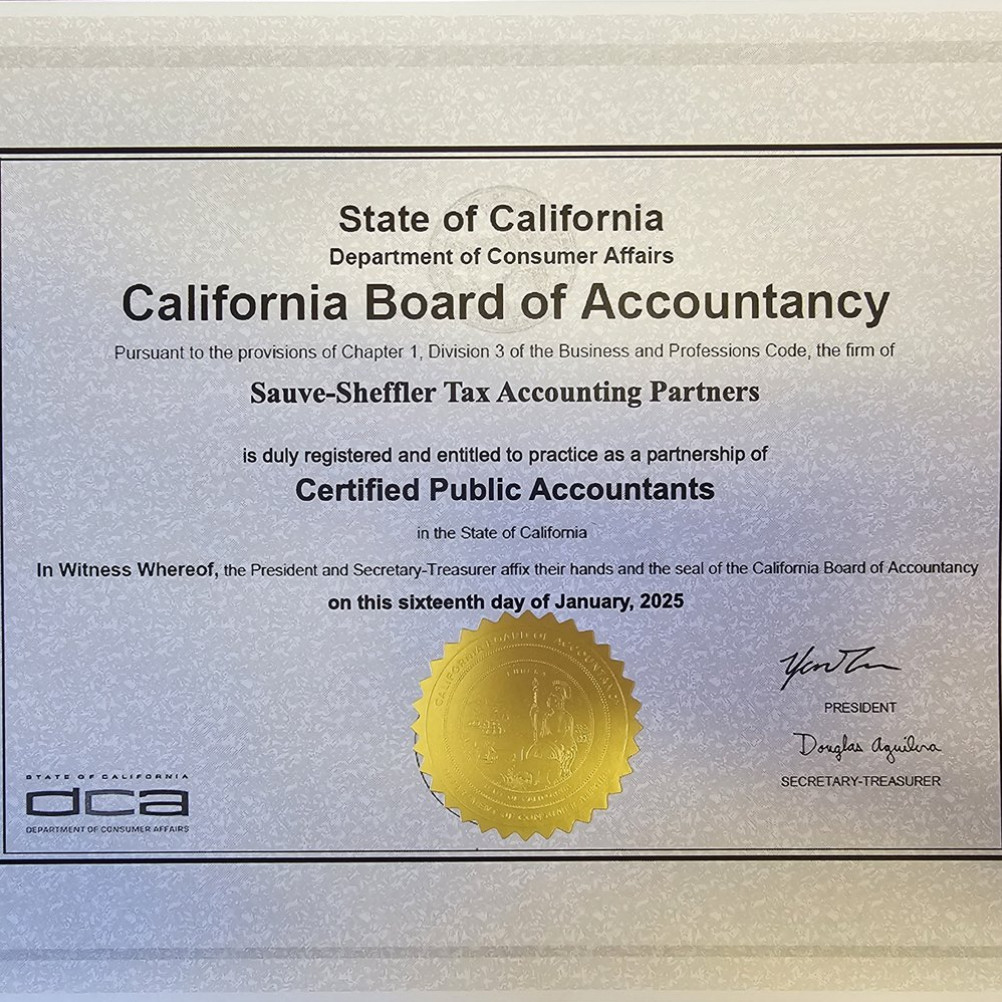 State of California
Department of Consumer Affairs
California Board of Accountancy
Pursuant to the provisions of Chapter 1, Division 3 of the Business and Professions Code, the firm of
Sauve-Sheffler Tax Accounting Partners
is duly registered and entitled to practice as a partnership of
Certified Public Accountants
in the State of California
In Witness Whereof, the President and Secretary-Treasurer affix their hands and the seal of the California Board of Accountancy
on this sixteenth day of January, 2025
CALIFORNIA BOARD OF ACCOUNTANCY
PRESIDENT
Douglas Aguilera
SECRETARY-TREASURER
STATE OF CALIFORNIA
dca
DEPARTMENT OF CONSUMER AFFAIRS